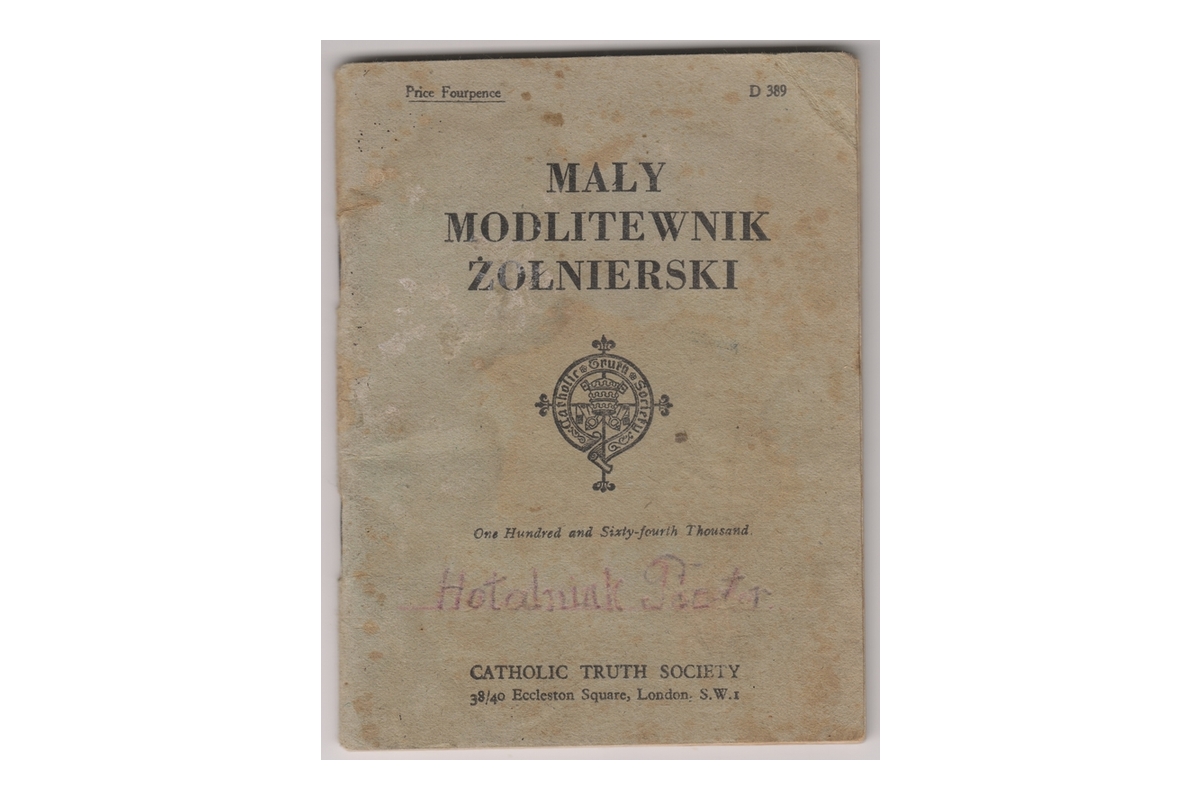 Price Fourpence
D 389
MAŁY
MODLITEWNIK
ŻOŁNIERSKI
Catholic Truth Society
One Hundred and Sixty-fourth Thousand
Piotr
CATHOLIC TRUTH SOCIETY
38/40 Eccleston Square, London. S.W.1